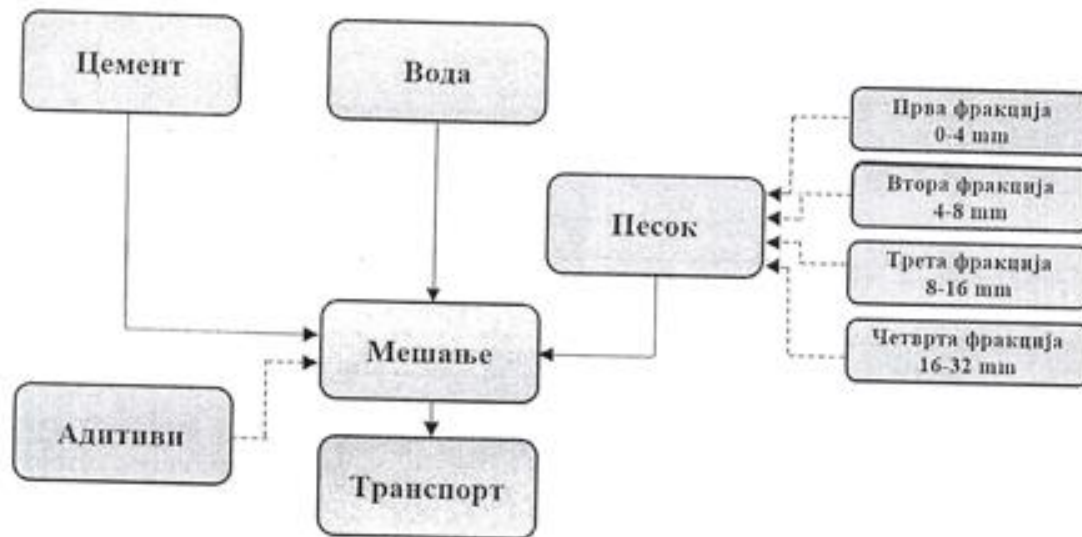 Цемент
Вода
Прва фракција
0-4 mm
Втора фракција
4-8 mm
Песок
Трета фракција
8-16 mm
Четврта фракција
16-32 mm
Мешање
Адитиви
Транспорт